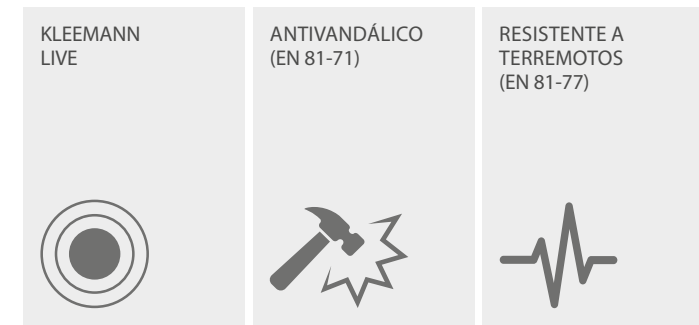 KLEEMANN
LIVE
ANTIVANDÁLICO
(EN 81-71)
RESISTENTE A
TERREMOTOS
(EN 81-77)